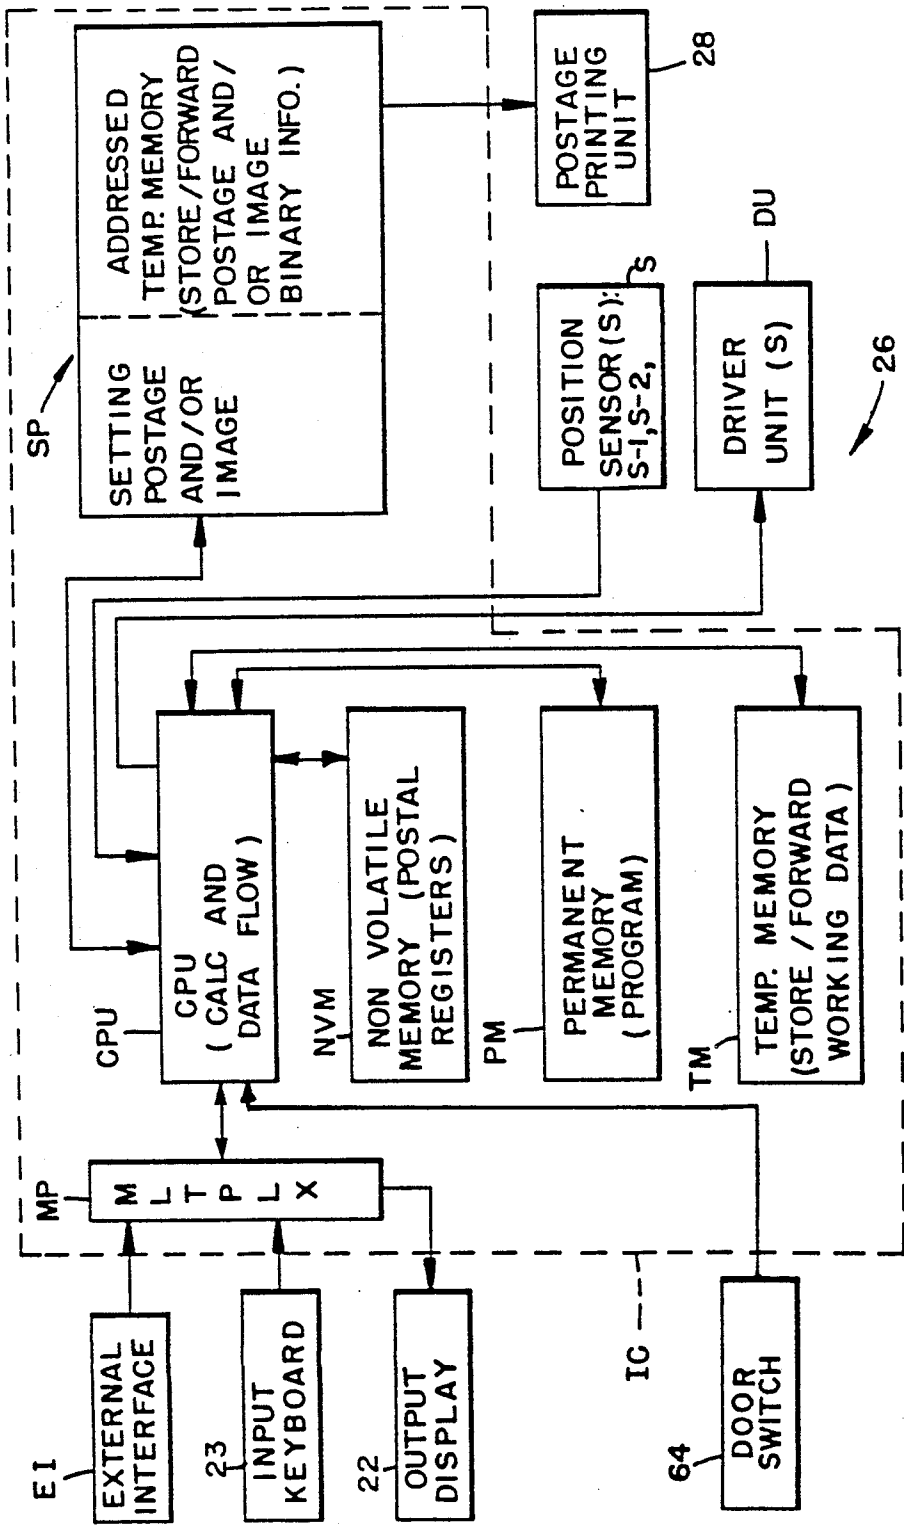 EI
EXTERNAL
INTERFACE
23
INPUT
KEYBOARD
22
OUTPUT
DISPLAY
IC
64
DOOR
SWITCH
MP
M
L
T
P
L
X
CPU
CPU
(CALC AND
DATA FLOW)
NVM
NON VOLATILE
MEMORY (POSTAL
REGISTERS)
PM
PERMANENT
MEMORY
(PROGRAM)
TM
TEMP. MEMORY
(STORE/FORWARD
WORKING DATA)
SP
SETTING
POSTAGE
AND/OR
IMAGE
ADDRESSED
TEMP. MEMORY
(STORE/FORWARD
POSTAGE AND/
OR IMAGE
BINARY INFO.)
POSTAGE
PRINTING
UNIT
28
POSITION
SENSOR(S):
S-1,S-2,
S
DRIVER
UNIT (S)
DU
26